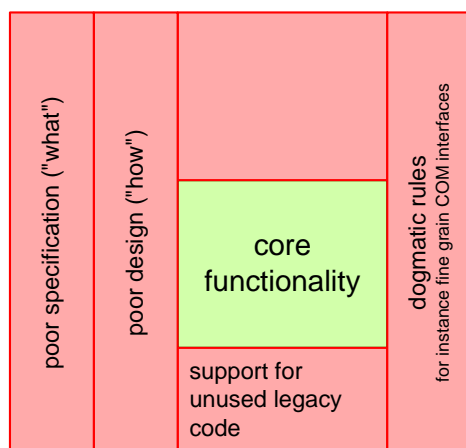 poor specification ("what")
poor design ("how")
core
functionality
support for
unused legacy
code
dogmatic rules
for instance fine grain COM interfaces